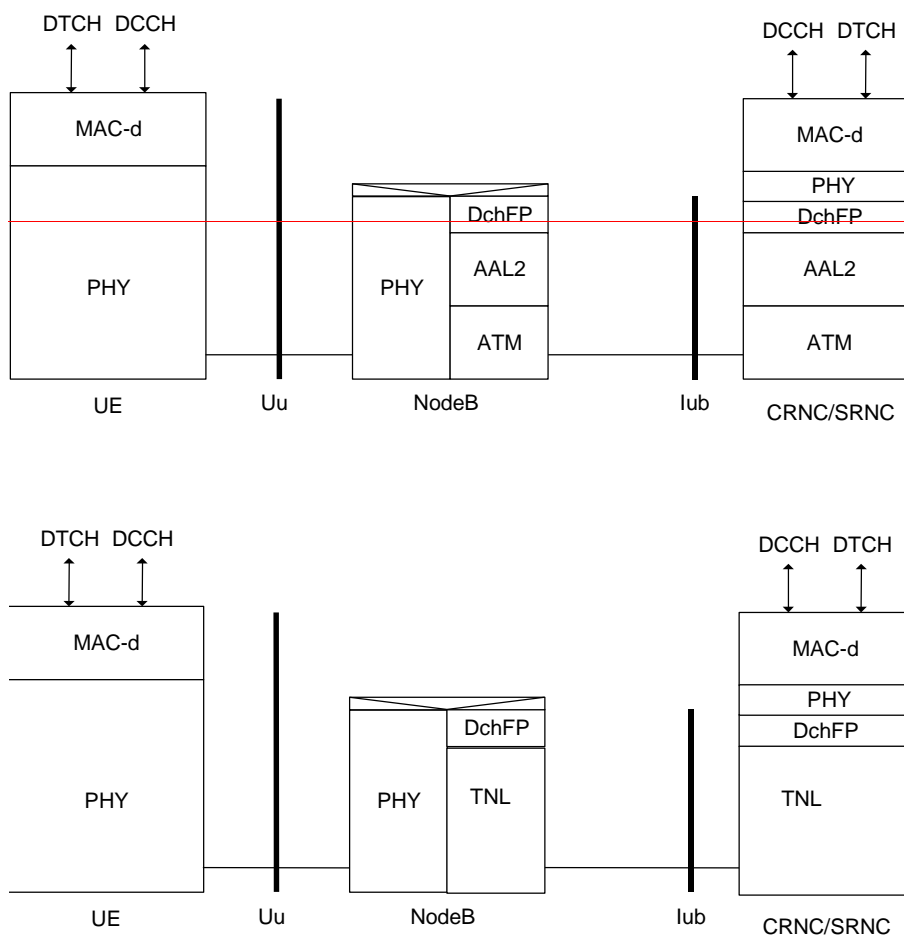 DTCH DCCH
DCCH DTCH
MAC-d
MAC-d
PHY
DchFP
DchFP
PHY
PHY
AAL2
AAL2
ATM
ATM
UE
Uu
NodeB
Iub
CRNC/SRNC
DTCH DCCH
DCCH DTCH
MAC-d
MAC-d
PHY
DchFP
DchFP
PHY
PHY
TNL
TNL
UE
Uu
NodeB
Iub
CRNC/SRNC